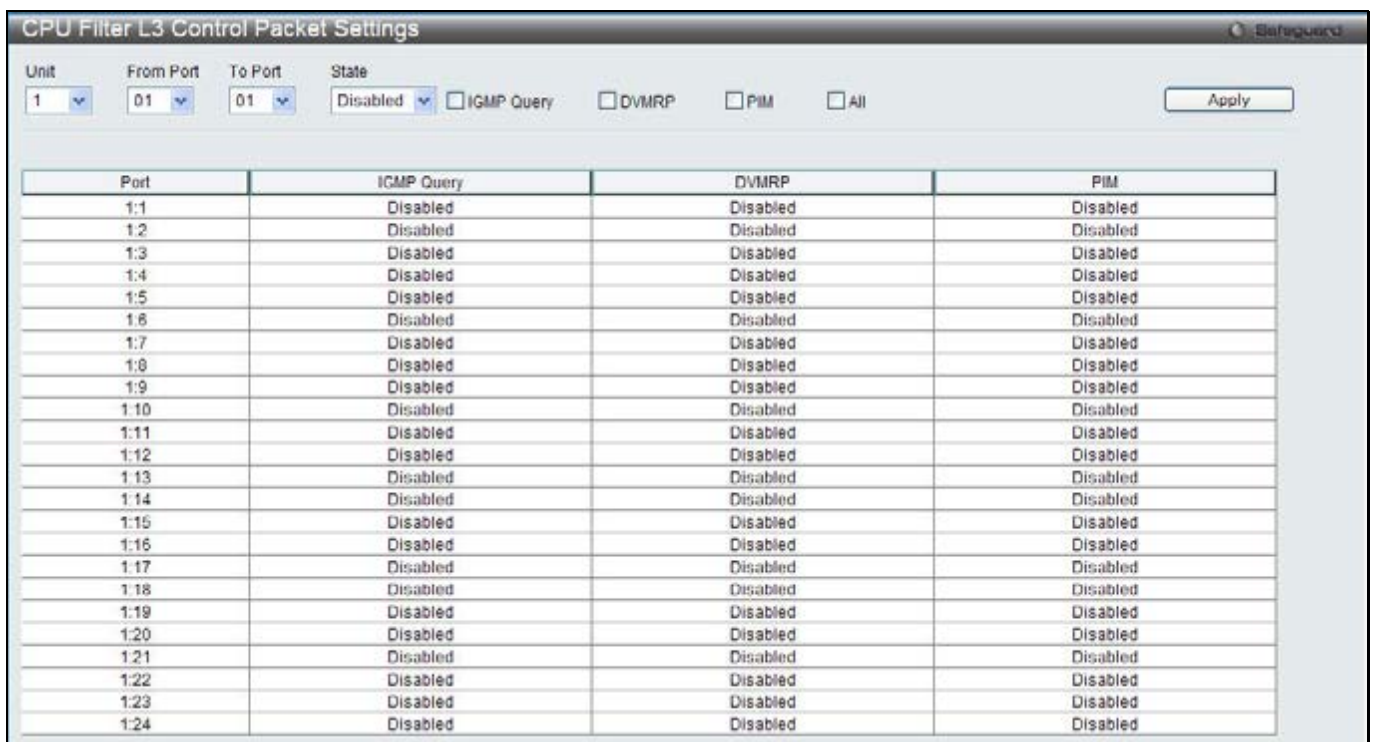 CPU Filter L3 Control Packet Settings
Safeguard
Unit From Port To Port State
1 01 01 Disabled IGMP Query DVMRP PIM All Apply
Port IGMP Query DVMRP PIM
1:1 Disabled Disabled Disabled
1:2 Disabled Disabled Disabled
1:3 Disabled Disabled Disabled
1:4 Disabled Disabled Disabled
1:5 Disabled Disabled Disabled
1:6 Disabled Disabled Disabled
1:7 Disabled Disabled Disabled
1:8 Disabled Disabled Disabled
1:9 Disabled Disabled Disabled
1:10 Disabled Disabled Disabled
1:11 Disabled Disabled Disabled
1:12 Disabled Disabled Disabled
1:13 Disabled Disabled Disabled
1:14 Disabled Disabled Disabled
1:15 Disabled Disabled Disabled
1:16 Disabled Disabled Disabled
1:17 Disabled Disabled Disabled
1:18 Disabled Disabled Disabled
1:19 Disabled Disabled Disabled
1:20 Disabled Disabled Disabled
1:21 Disabled Disabled Disabled
1:22 Disabled Disabled Disabled
1:23 Disabled Disabled Disabled
1:24 Disabled Disabled Disabled